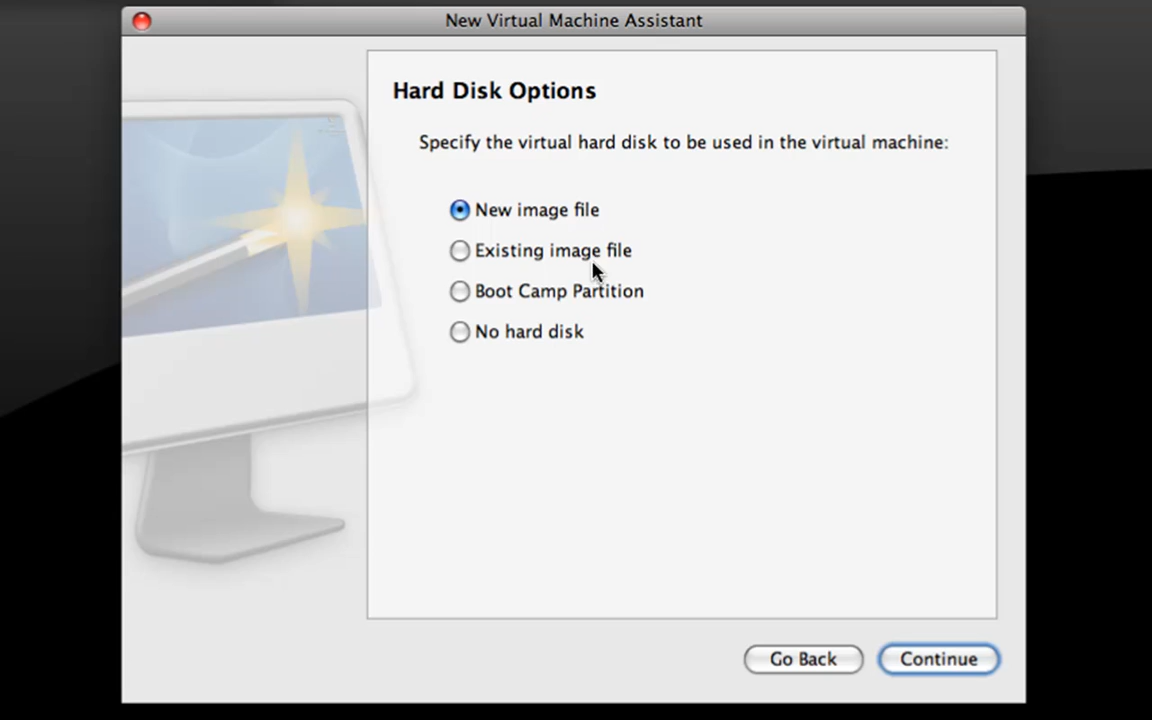 New Virtual Machine Assistant
Hard Disk Options
Specify the virtual hard disk to be used in the virtual machine:
New image file
Existing image file
Boot Camp Partition
No hard disk
Go Back
Continue